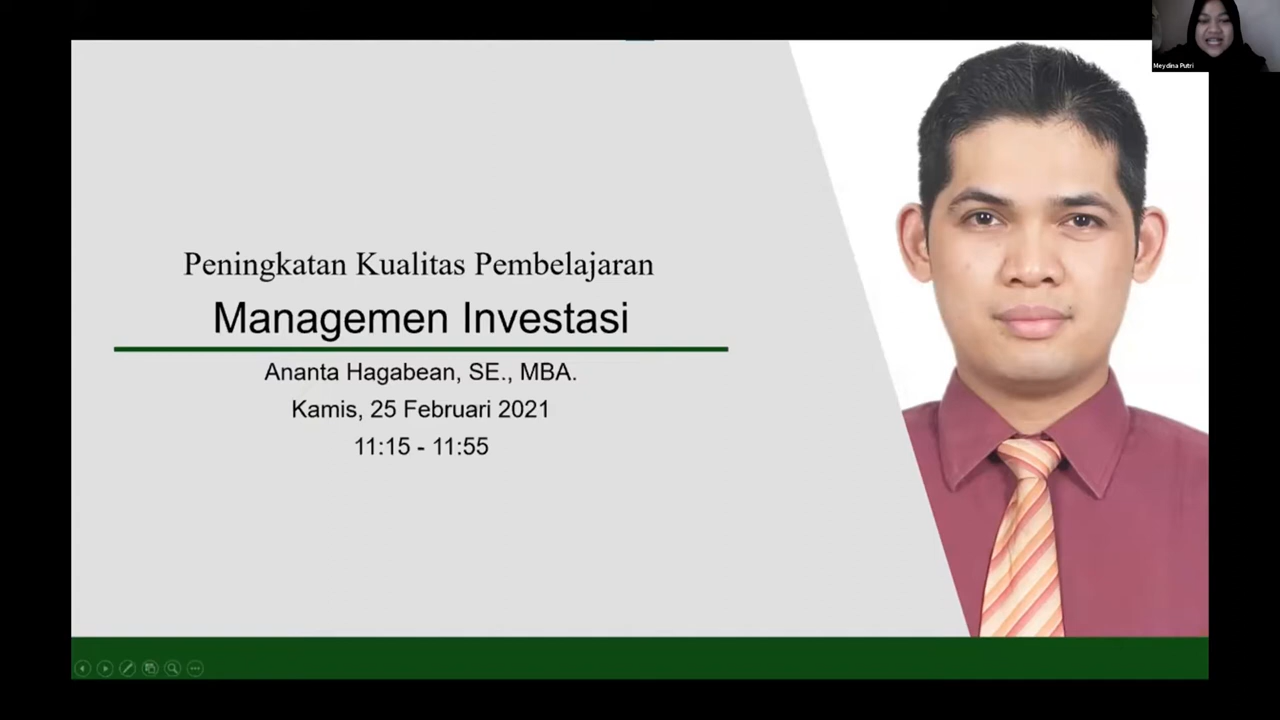 Meydina Putri
Peningkatan Kualitas Pembelajaran
Managemen Investasi
Ananta Hagabean, SE., MBA.
Kamis, 25 Februari 2021
11:15 - 11:55